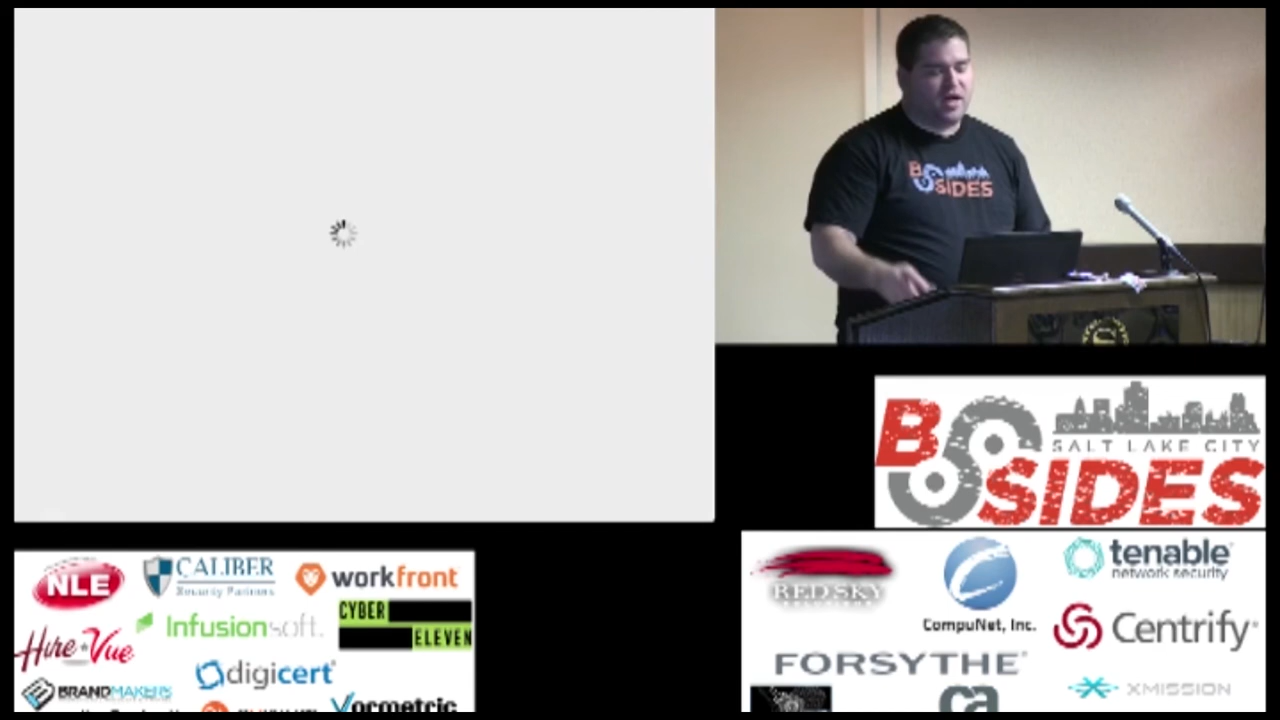 B SIDES
SALT LAKE CITY
BSIDES
NLE
CALIBER
Security Partners
workfront
Infusionsoft.
CYBER
ELEVEN
Hire Vue
digicert
BRANDMAKERS
Vormetric
REDSKY
CompuNet, Inc.
tenable
network security
Centrify
FORSYTHE
ca
XMISSION